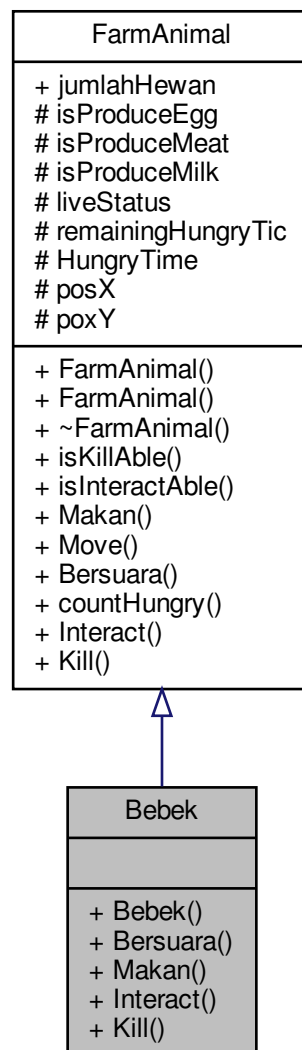 FarmAnimal
+ jumlahHewan
# isProduceEgg
# isProduceMeat
# isProduceMilk
# liveStatus
# remainingHungryTic
# HungryTime
# posX
# poxY
+ FarmAnimal()
+ FarmAnimal()
+ ~FarmAnimal()
+ isKillAble()
+ isInteractAble()
+ Makan()
+ Move()
+ Bersuara()
+ countHungry()
+ Interact()
+ Kill()
Bebek
+ Bebek()
+ Bersuara()
+ Makan()
+ Interact()
+ Kill()